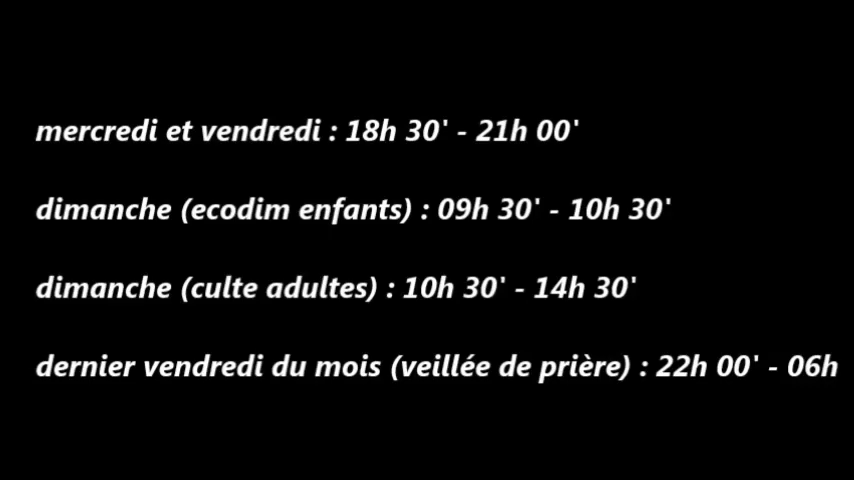 mercredi et vendredi : 18h 30' - 21h 00'
dimanche (ecodim enfants) : 09h 30' - 10h 30'
dimanche (culte adultes) : 10h 30' - 14h 30'
dernier vendredi du mois (veillée de prière) : 22h 00' - 06h